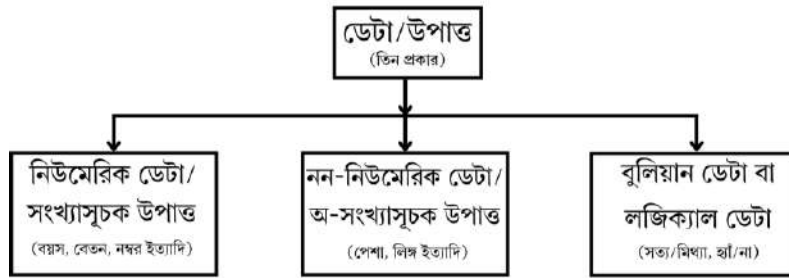 ডেটা/উপাত্ত
(তিন প্রকার)
নিউমেরিক ডেটা/
সংখ্যাসূচক উপাত্ত
(বয়স, বেতন, নম্বর ইত্যাদি)
নন-নিউমেরিক ডেটা/
অ-সংখ্যাসূচক উপাত্ত
(পেশা, লিঙ্গ ইত্যাদি)
বুলিয়ান ডেটা বা
লজিক্যাল ডেটা
(সত্য/মিথ্যা, হ্যাঁ/না)